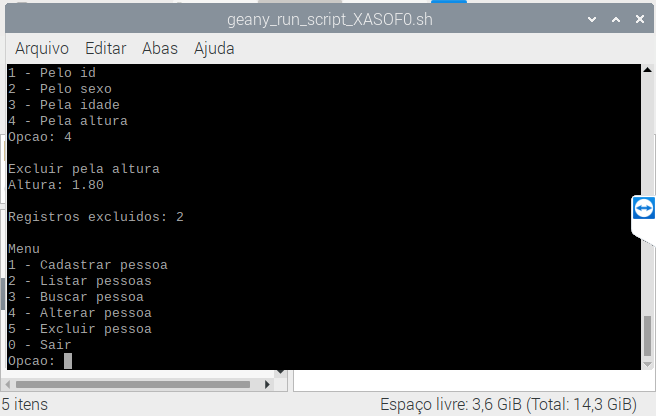 geany_run_script_XASOF0.sh
Arquivo Editar Abas Ajuda
1 - Pelo id
2 - Pelo sexo
3 - Pela idade
4 - Pela altura
Opcao: 4
Excluir pela altura
Altura: 1.80
Registros excluidos: 2
Menu
1 - Cadastrar pessoa
2 - Listar pessoas
3 - Buscar pessoa
4 - Alterar pessoa
5 - Excluir pessoa
0 - Sair
Opcao:
5 itens Espaço livre: 3,6 GiB (Total: 14,3 GiB)